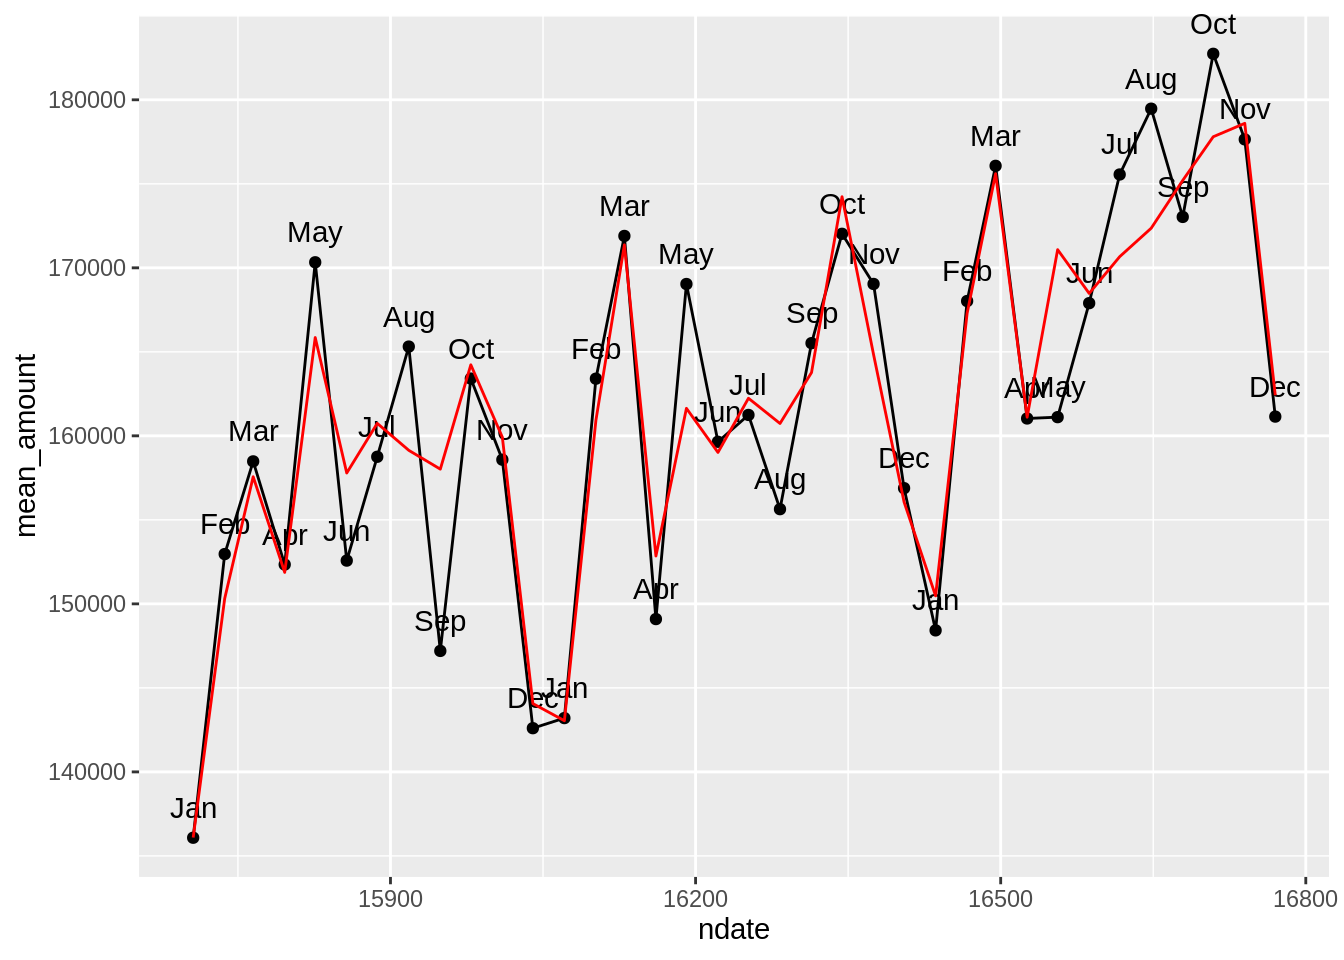 Oct
180000
Aug
Nov
Mar
Jul
Sep
Mar
Oct
May
May
Nov
170000
Feb
Jun
Aug
Sep
Oct
Feb
mean_amount
Jul
Apr
May
Dec
Jun
Mar
Jul
Nov
160000
Dec
Aug
Feb
Apr
Jun
150000
Apr
Jan
Sep
Dec
Jan
140000
Jan
15900
16200
16500
16800
ndate